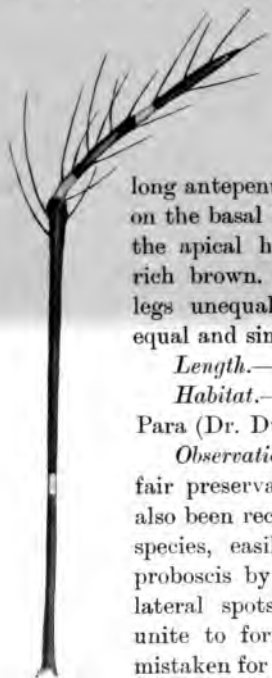 long antepen
on the basal
the apical h
rich brown.
legs unequal
equal and sin
Length.—
Habitat.—
Para (Dr. D
Observatio
fair preserva
also been rec
species, easil
proboscis by
lateral spots
unite to for
mistaken for